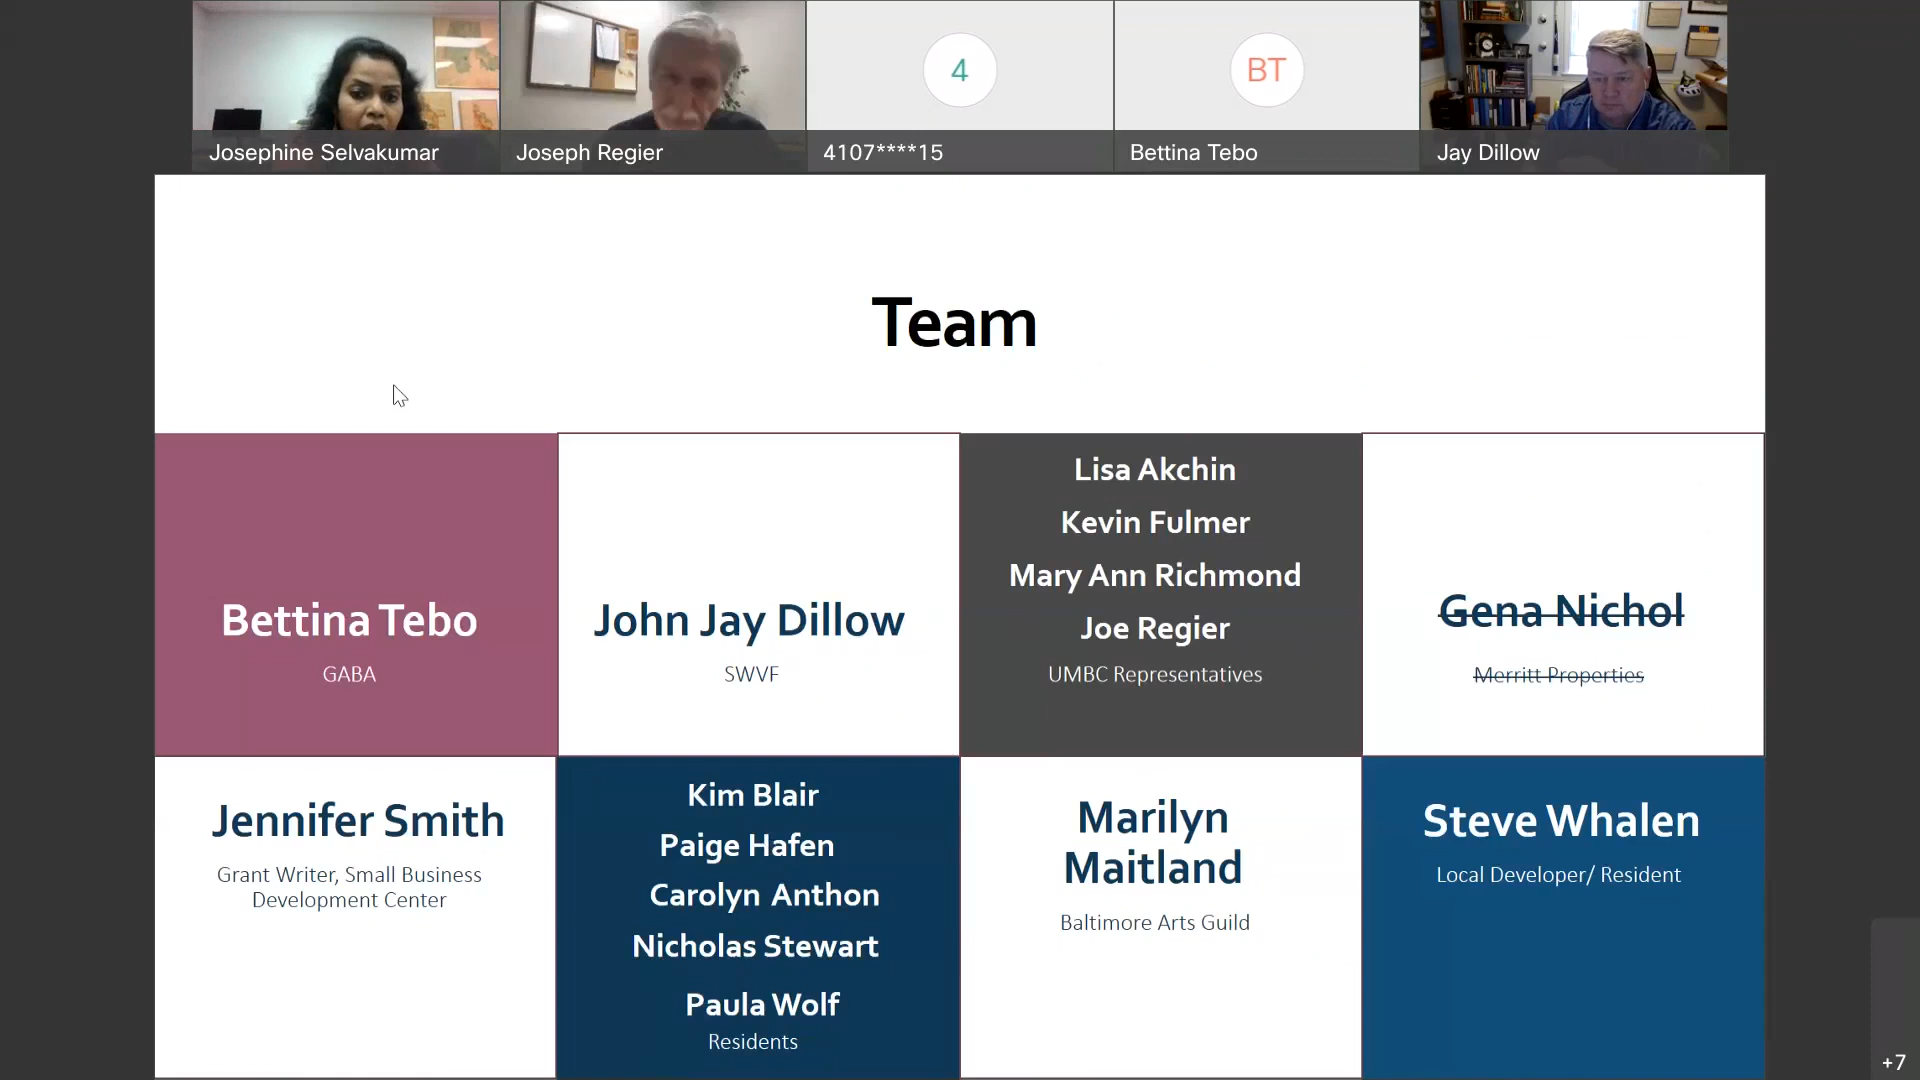 4
BT
Josephine Selvakumar
Joseph Regier
4107****15
Bettina Tebo
Jay Dillow
Team
Bettina Tebo
GABA
John Jay Dillow
SWVF
Lisa Akchin
Kevin Fulmer
Mary Ann Richmond
Joe Regier
UMBC Representatives
Gena Nichol
Merritt Properties
Jennifer Smith
Grant Writer, Small Business
Development Center
Kim Blair
Paige Hafen
Carolyn Anthon
Nicholas Stewart
Paula Wolf
Residents
Marilyn
Maitland
Baltimore Arts Guild
Steve Whalen
Local Developer/ Resident
+7